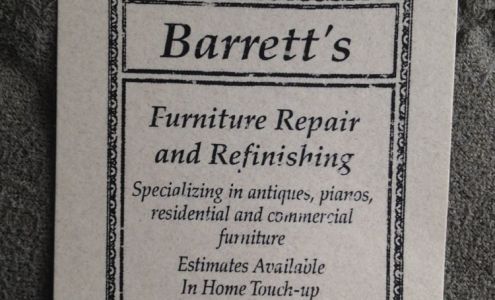 Barrett's
Furniture Repair
and Refinishing
Specializing in antiques, pianos,
residential and commercial
furniture
Estimates Available
In Home Touch-up